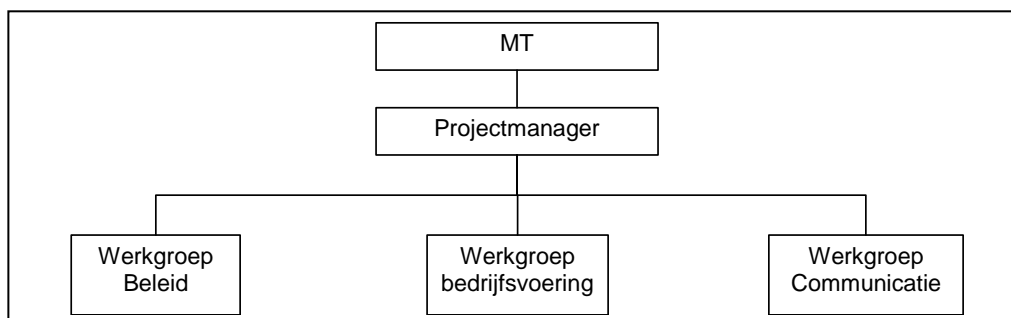 MT
Projectmanager
Werkgroep
Beleid
Werkgroep
bedrijfsvoering
Werkgroep
Communicatie